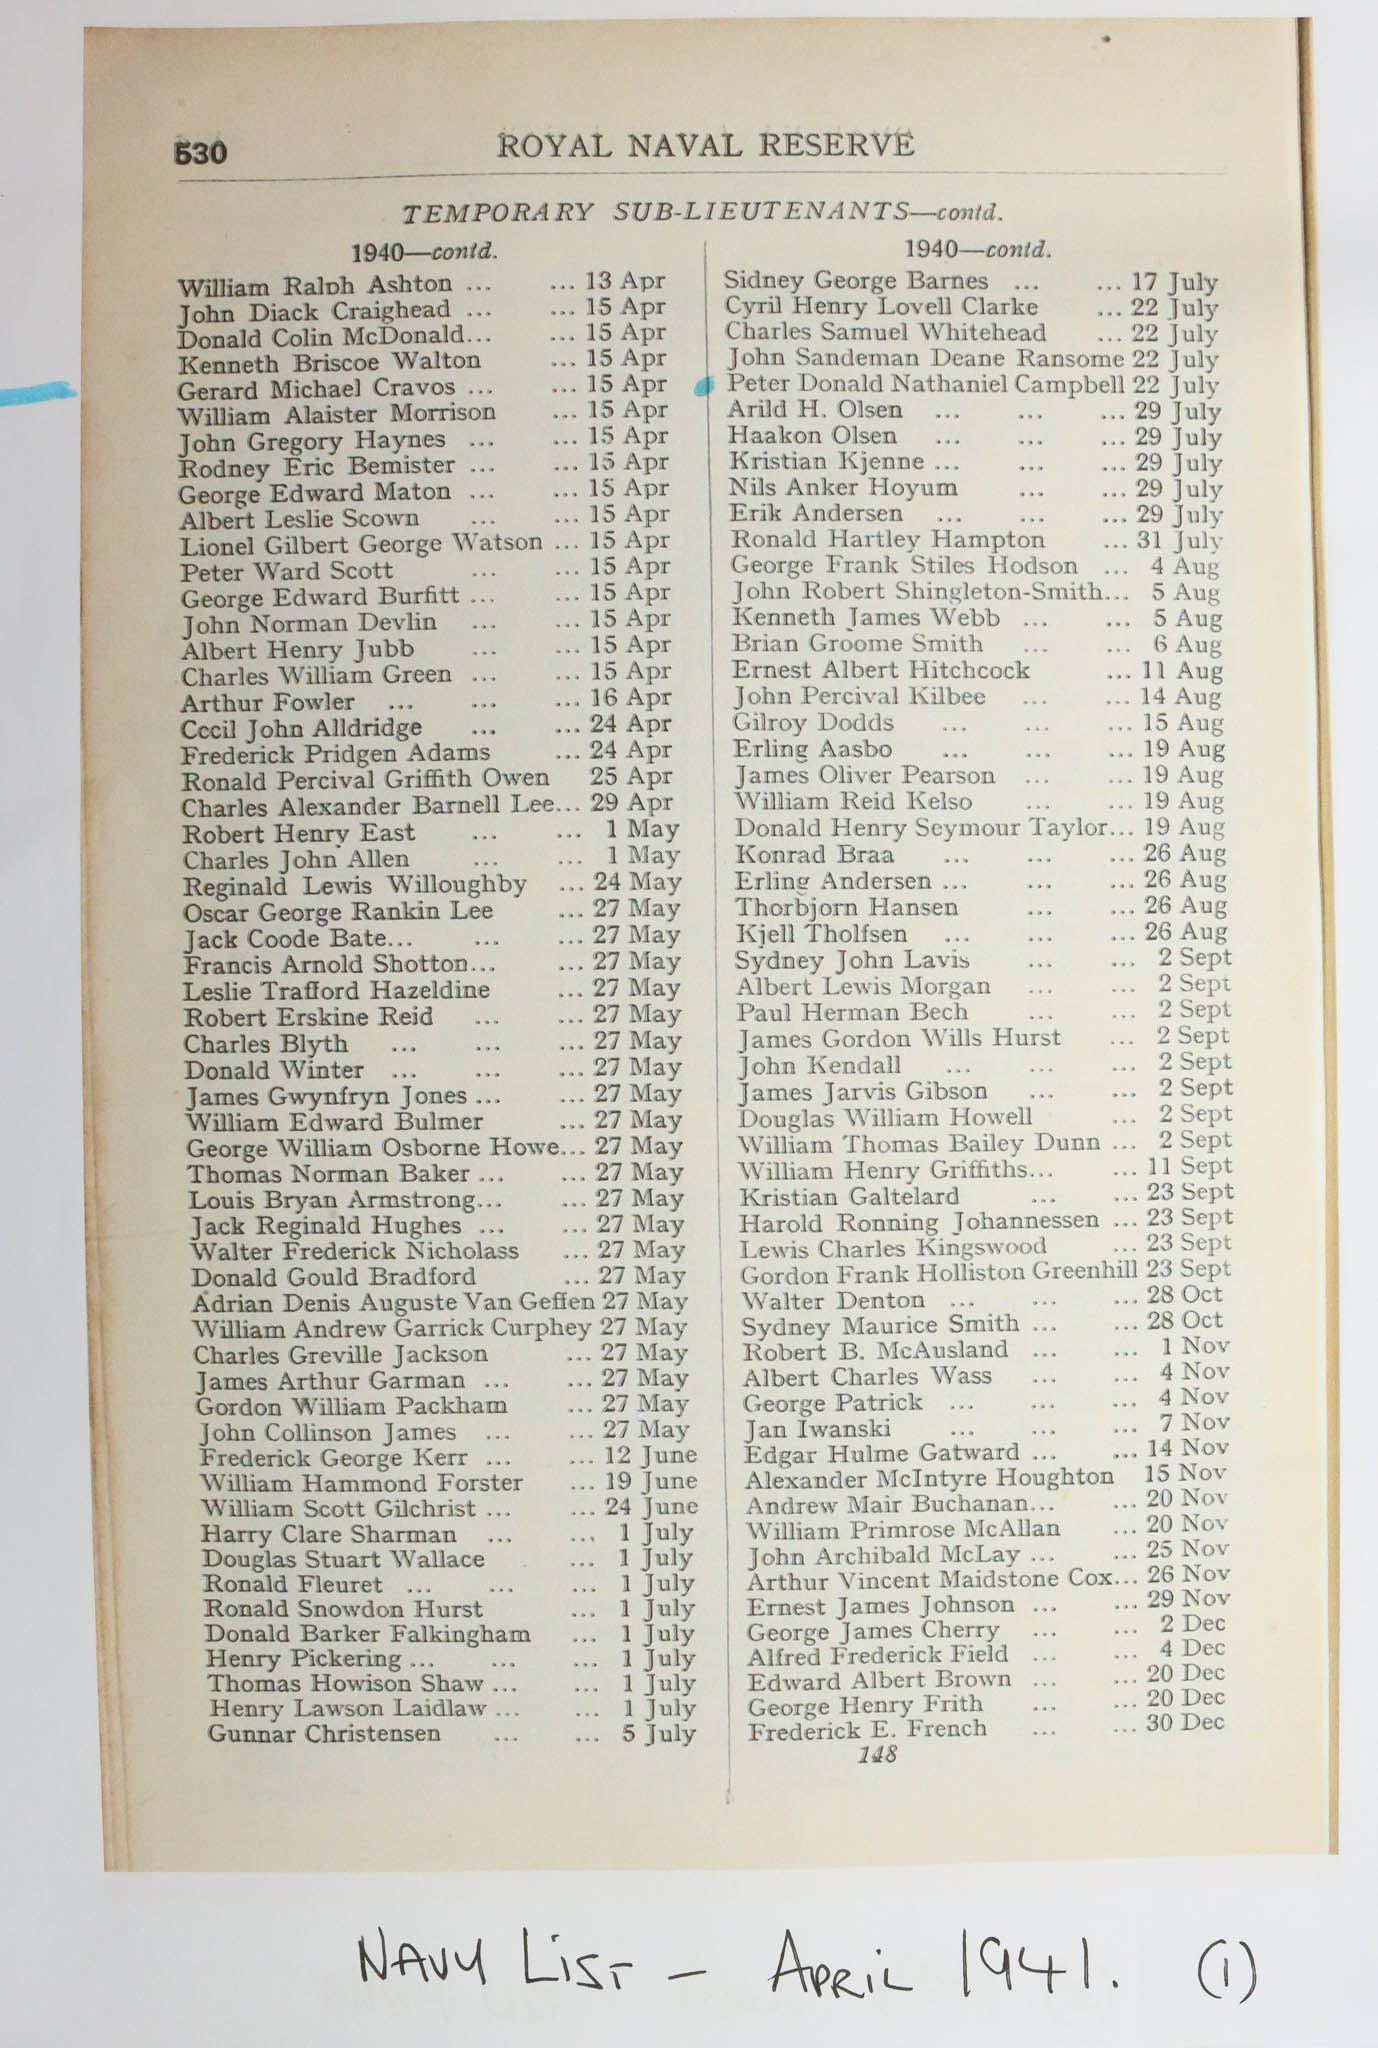 530
ROYAL NAVAL RESERVE
TEMPORARY SUB-LIEUTENANTS—contd.
1940—contd.
William Ralph Ashton ... ... 13 Apr
John Diack Craighead ... ... 15 Apr
Donald Colin McDonald... ... 15 Apr
Kenneth Briscoe Walton ... 15 Apr
Gerard Michael Cravos ... ... 15 Apr
William Alaister Morrison ... 15 Apr
John Gregory Haynes ... ... 15 Apr
Rodney Eric Bemister ... ... 15 Apr
George Edward Maton ... ... 15 Apr
Albert Leslie Scown ... ... 15 Apr
Lionel Gilbert George Watson ... 15 Apr
Peter Ward Scott ... ... 15 Apr
George Edward Burfitt ... ... 15 Apr
John Norman Devlin ... ... 15 Apr
Albert Henry Jubb ... ... 15 Apr
Charles William Green ... ... 15 Apr
Arthur Fowler ... ... ... 16 Apr
Cecil John Alldridge ... ... 24 Apr
Frederick Pridgen Adams ... 24 Apr
Ronald Percival Griffith Owen 25 Apr
Charles Alexander Barnell Lee... 29 Apr
Robert Henry East ... ... 1 May
Charles John Allen ... ... 1 May
Reginald Lewis Willoughby ... 24 May
Oscar George Rankin Lee ... 27 May
Jack Coode Bate... ... ... 27 May
Francis Arnold Shotton... ... 27 May
Leslie Trafford Hazeldine ... 27 May
Robert Erskine Reid ... ... 27 May
Charles Blyth ... ... ... 27 May
Donald Winter ... ... ... 27 May
James Gwynfryn Jones ... ... 27 May
William Edward Bulmer ... 27 May
George William Osborne Howe... 27 May
Thomas Norman Baker ... ... 27 May
Louis Bryan Armstrong... ... 27 May
Jack Reginald Hughes ... ... 27 May
Walter Frederick Nicholass ... 27 May
Donald Gould Bradford ... 27 May
Adrian Denis Auguste Van Geffen 27 May
William Andrew Garrick Curphey 27 May
Charles Greville Jackson ... 27 May
James Arthur Garman ... ... 27 May
Gordon William Packham ... 27 May
John Collinson James ... ... 27 May
Frederick George Kerr ... ... 12 June
William Hammond Forster ... 19 June
William Scott Gilchrist ... ... 24 June
Harry Clare Sharman ... ... 1 July
Douglas Stuart Wallace ... 1 July
Ronald Fleuret ... ... ... 1 July
Ronald Snowdon Hurst ... 1 July
Donald Barker Falkingham ... 1 July
Henry Pickering ... ... ... 1 July
Thomas Howison Shaw ... ... 1 July
Henry Lawson Laidlaw ... ... 1 July
Gunnar Christensen ... ... 5 July
1940—contd.
Sidney George Barnes ... ... 17 July
Cyril Henry Lovell Clarke ... 22 July
Charles Samuel Whitehead ... 22 July
John Sandeman Deane Ransome 22 July
Peter Donald Nathaniel Campbell 22 July
Arild H. Olsen ... ... ... 29 July
Haakon Olsen ... ... ... 29 July
Kristian Kjenne ... ... ... 29 July
Nils Anker Hoyum ... ... 29 July
Erik Andersen ... ... ... 29 July
Ronald Hartley Hampton ... 31 July
George Frank Stiles Hodson ... 4 Aug
John Robert Shingleton-Smith... 5 Aug
Kenneth James Webb ... ... 5 Aug
Brian Groome Smith ... ... 6 Aug
Ernest Albert Hitchcock ... 11 Aug
John Percival Kilbee ... ... 14 Aug
Gilroy Dodds ... ... ... 15 Aug
Erling Aasbo ... ... ... 19 Aug
James Oliver Pearson ... ... 19 Aug
William Reid Kelso ... ... 19 Aug
Donald Henry Seymour Taylor... 19 Aug
Konrad Braa ... ... ... 26 Aug
Erling Andersen ... ... ... 26 Aug
Thorbjorn Hansen ... ... 26 Aug
Kjell Tholfsen ... ... ... 26 Aug
Sydney John Lavis ... ... 2 Sept
Albert Lewis Morgan ... ... 2 Sept
Paul Herman Bech ... ... 2 Sept
James Gordon Wills Hurst ... 2 Sept
John Kendall ... ... ... 2 Sept
James Jarvis Gibson ... ... 2 Sept
Douglas William Howell ... 2 Sept
William Thomas Bailey Dunn ... 2 Sept
William Henry Griffiths... ... 11 Sept
Kristian Galtelard ... ... 23 Sept
Harold Ronning Johannessen ... 23 Sept
Lewis Charles Kingswood ... 23 Sept
Gordon Frank Holliston Greenhill 23 Sept
Walter Denton ... ... ... 28 Oct
Sydney Maurice Smith ... ... 28 Oct
Robert B. McAusland ... ... 1 Nov
Albert Charles Wass ... ... 4 Nov
George Patrick ... ... ... 4 Nov
Jan Iwanski ... ... ... 7 Nov
Edgar Hulme Gatward ... ... 14 Nov
Alexander McIntyre Houghton 15 Nov
Andrew Mair Buchanan... ... 20 Nov
William Primrose McAllan ... 20 Nov
John Archibald McLay ... ... 25 Nov
Arthur Vincent Maidstone Cox... 26 Nov
Ernest James Johnson ... ... 29 Nov
George James Cherry ... ... 2 Dec
Alfred Frederick Field ... ... 4 Dec
Edward Albert Brown ... ... 20 Dec
George Henry Frith ... ... 20 Dec
Frederick E. French ... ... 30 Dec
148
NAVY LIST – APRIL 1941. (1)